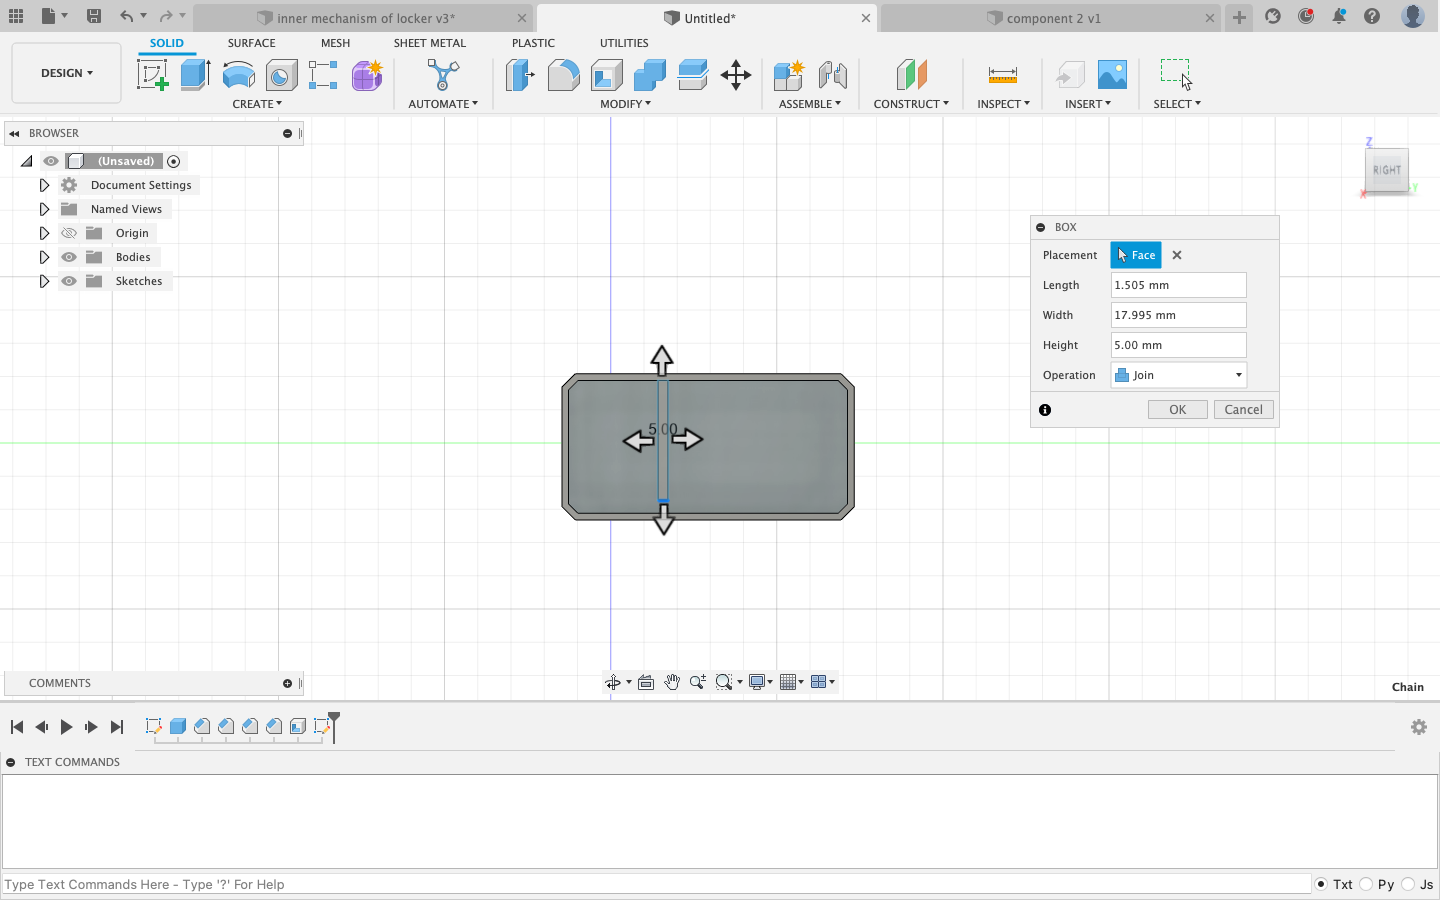 inner mechanism of locker v3*
Untitled*
component 2 v1
SOLID SURFACE MESH SHEET METAL PLASTIC UTILITIES
DESIGN
CREATE AUTOMATE MODIFY ASSEMBLE CONSTRUCT INSPECT INSERT SELECT
BROWSER
(Unsaved)
Document Settings
Named Views
Origin
Bodies
Sketches
Z
RIGHT
X
Y
BOX
Placement Face
Length 1.505 mm
Width 17.995 mm
Height 5.00 mm
Operation Join
OK Cancel
5.00
COMMENTS
Chain
TEXT COMMANDS
Type Text Commands Here - Type '?' For Help
Txt Py Js